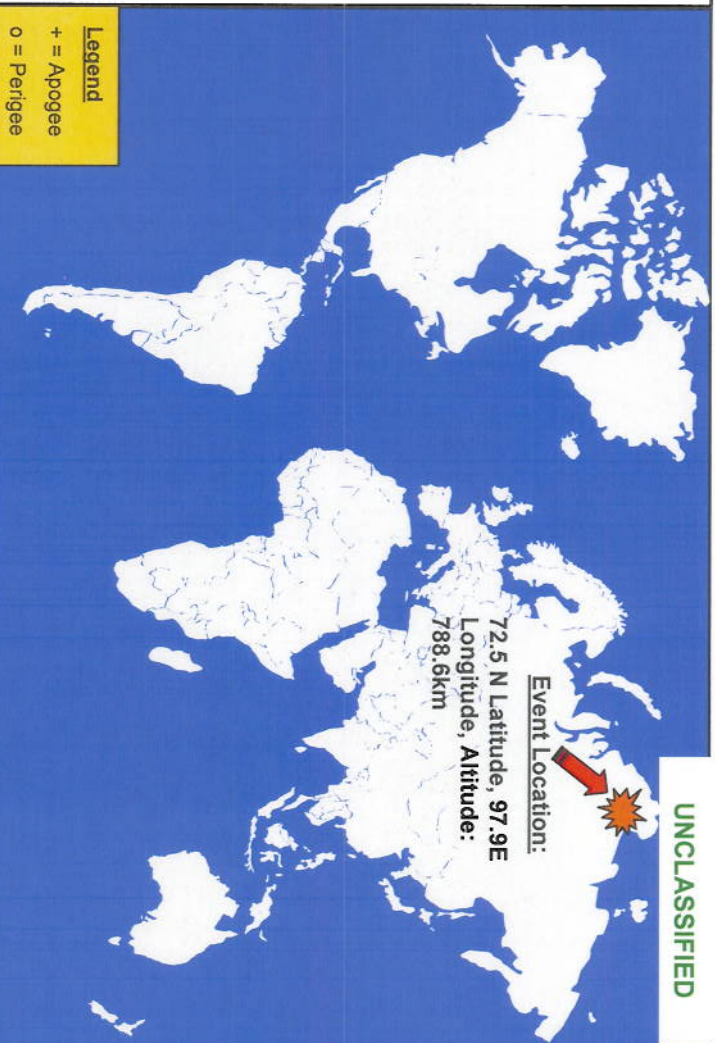 UNCLASSIFIED
Event Location:
72.5 N Latitude, 97.9E
Longitude, Altitude:
788.6km
Legend
+ = Apogee
o = Perigee